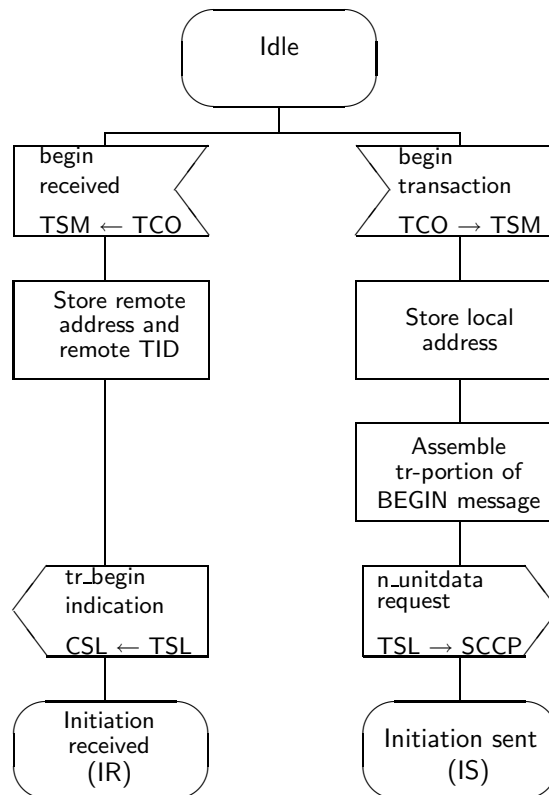 Idle
begin
received
TSM ← TCO
begin
transaction
TCO → TSM
Store remote
address and
remote TID
Store local
address
Assemble
tr-portion of
BEGIN message
tr_begin
indication
CSL ← TSL
n_unitdata
request
TSL → SCCP
Initiation
received
(IR)
Initiation sent
(IS)